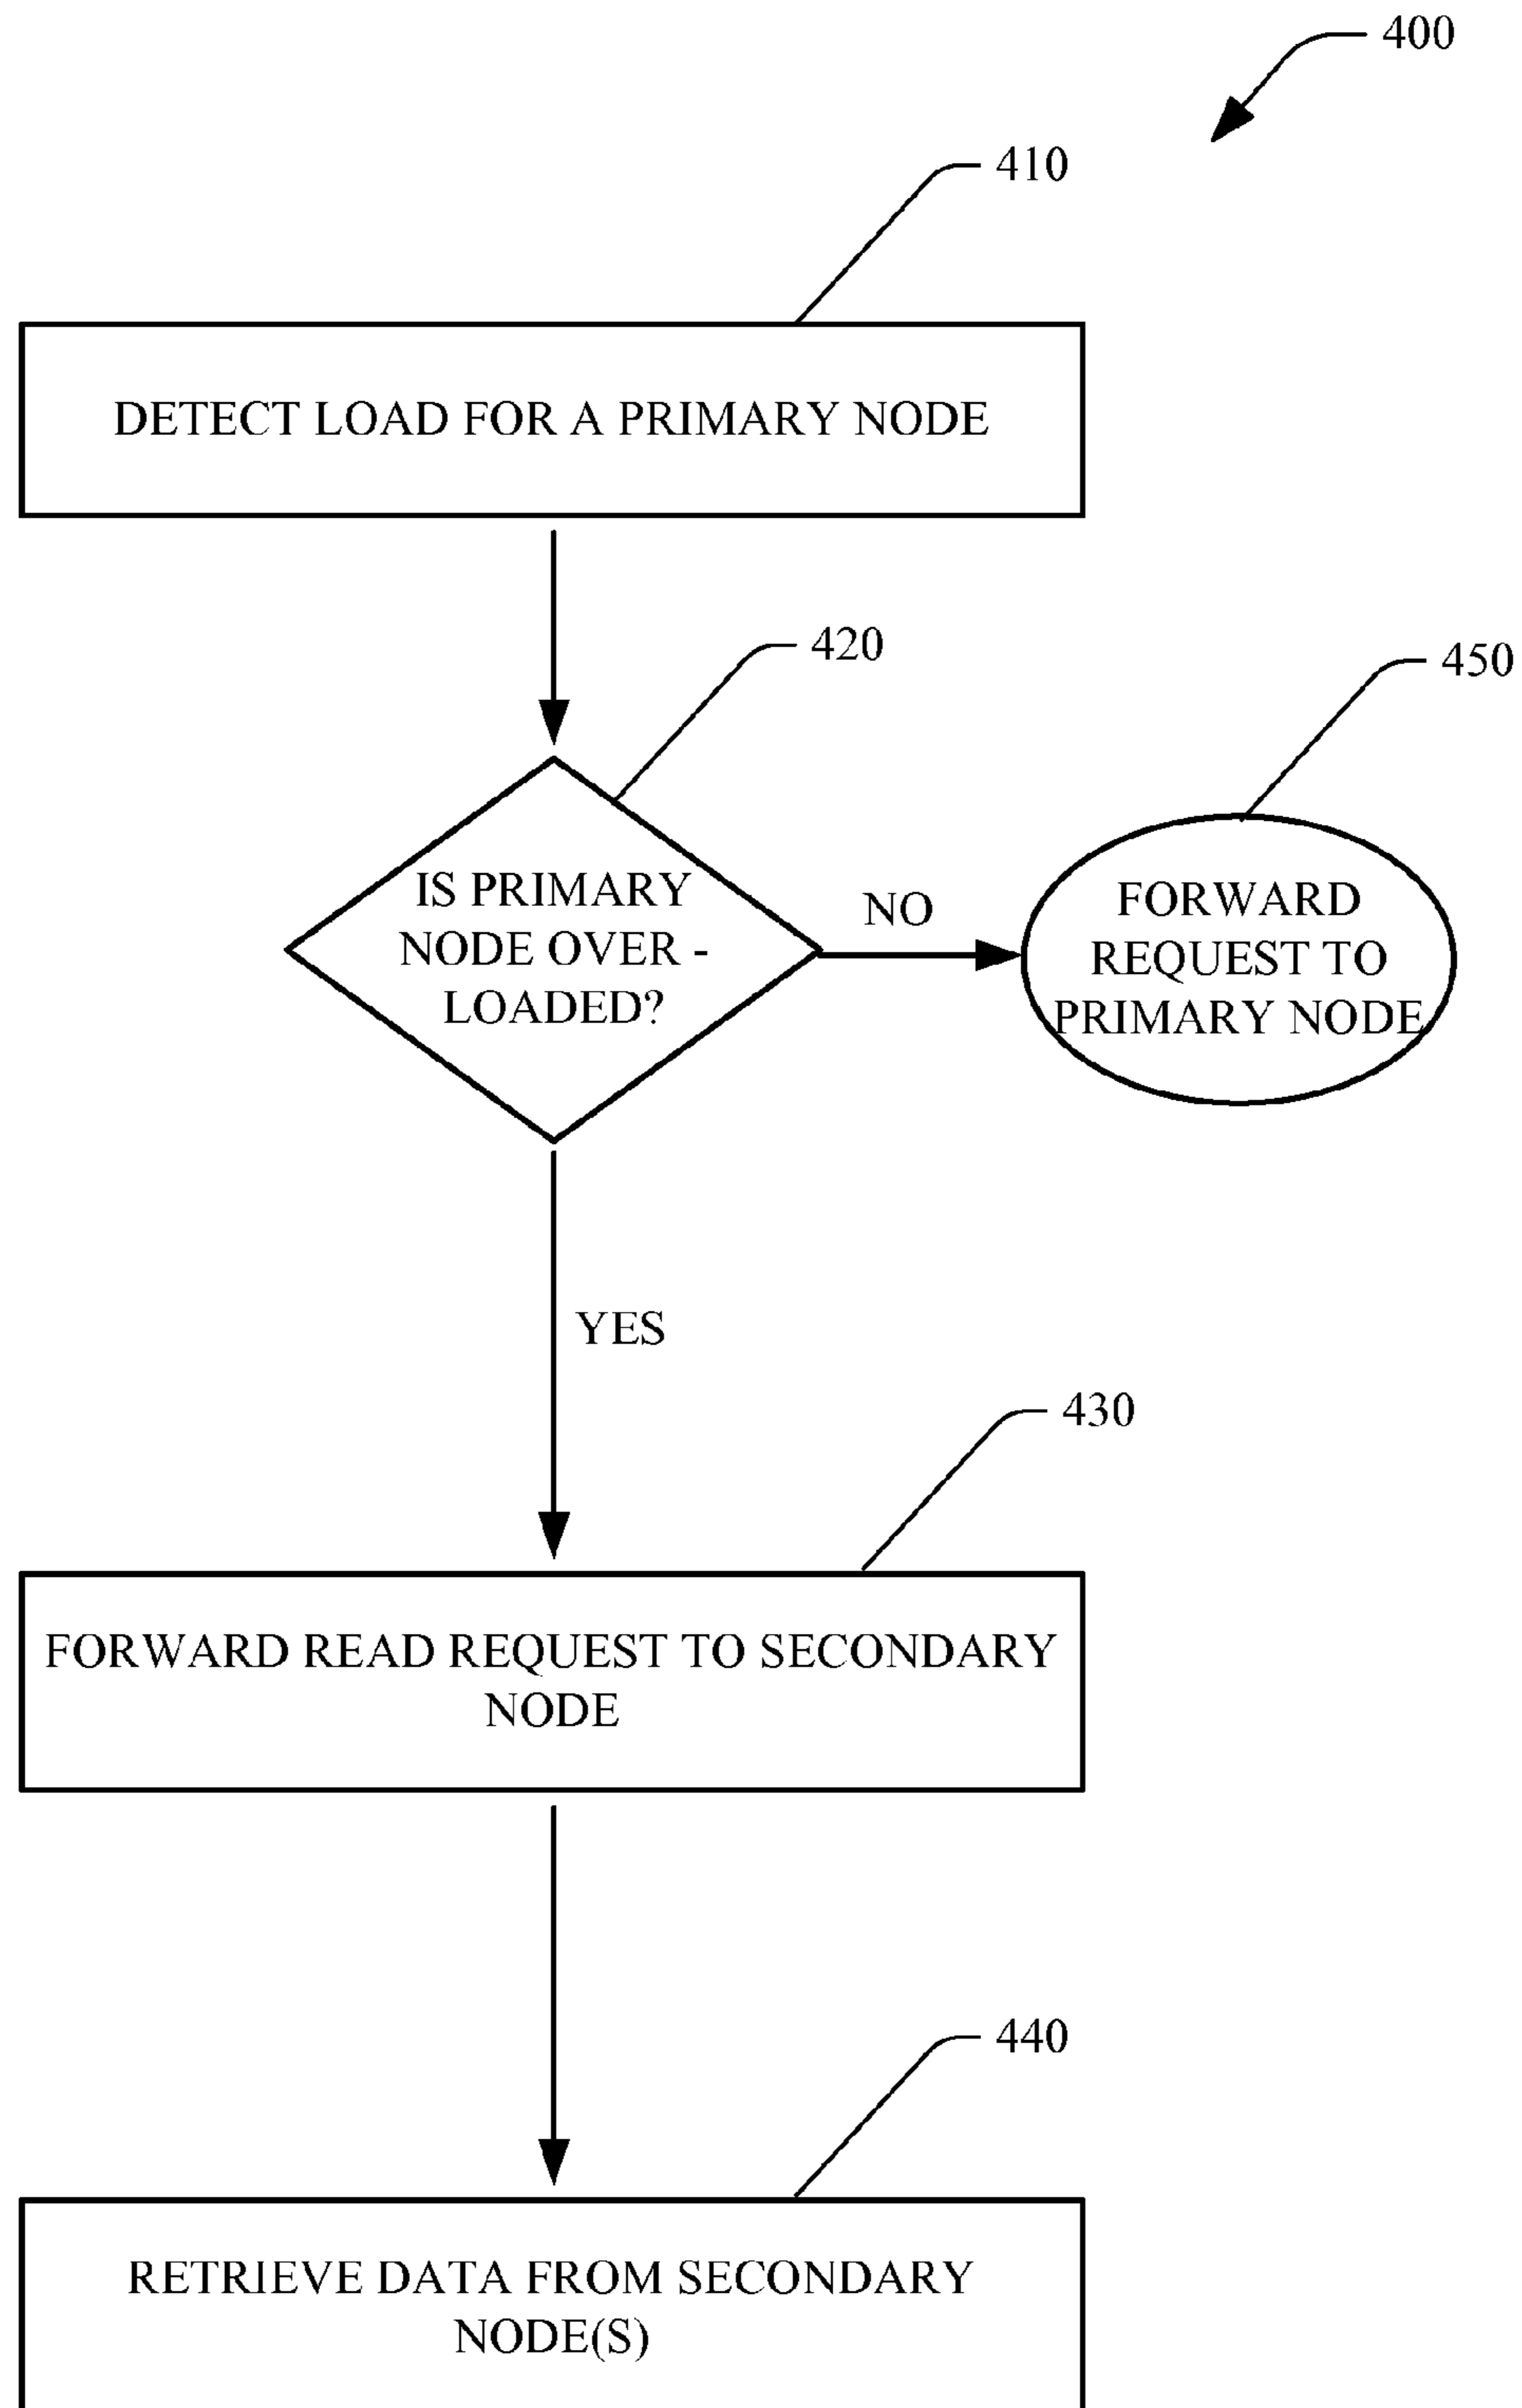 400
410
DETECT LOAD FOR A PRIMARY NODE
420
450
IS PRIMARY
NODE OVER -
LOADED?
NO
FORWARD
REQUEST TO
PRIMARY NODE
YES
430
FORWARD READ REQUEST TO SECONDARY
NODE
440
RETRIEVE DATA FROM SECONDARY
NODE(S)